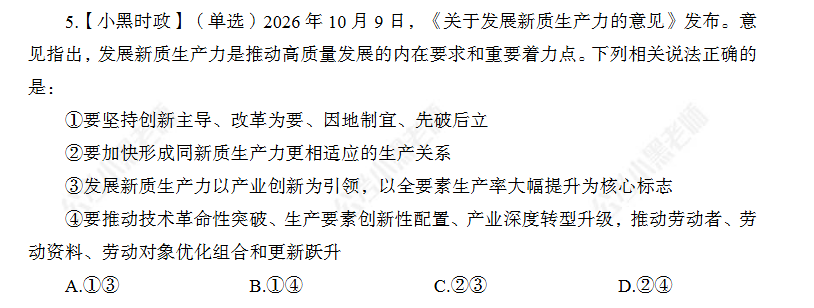 5.【小黑时政】（单选）2026 年 10 月 9 日，《关于发展新质生产力的意见》发布。意
见指出，发展新质生产力是推动高质量发展的内在要求和重要着力点。下列相关说法正确的
是：
①要坚持创新主导、改革为要、因地制宜、先破后立
②要加快形成同新质生产力更相适应的生产关系
③发展新质生产力以产业创新为引领，以全要素生产率大幅提升为核心标志
④要推动技术革命性突破、生产要素创新性配置、产业深度转型升级，推动劳动者、劳
动资料、劳动对象优化组合和更新跃升
A.①③ B.①④ C.②③ D.②④